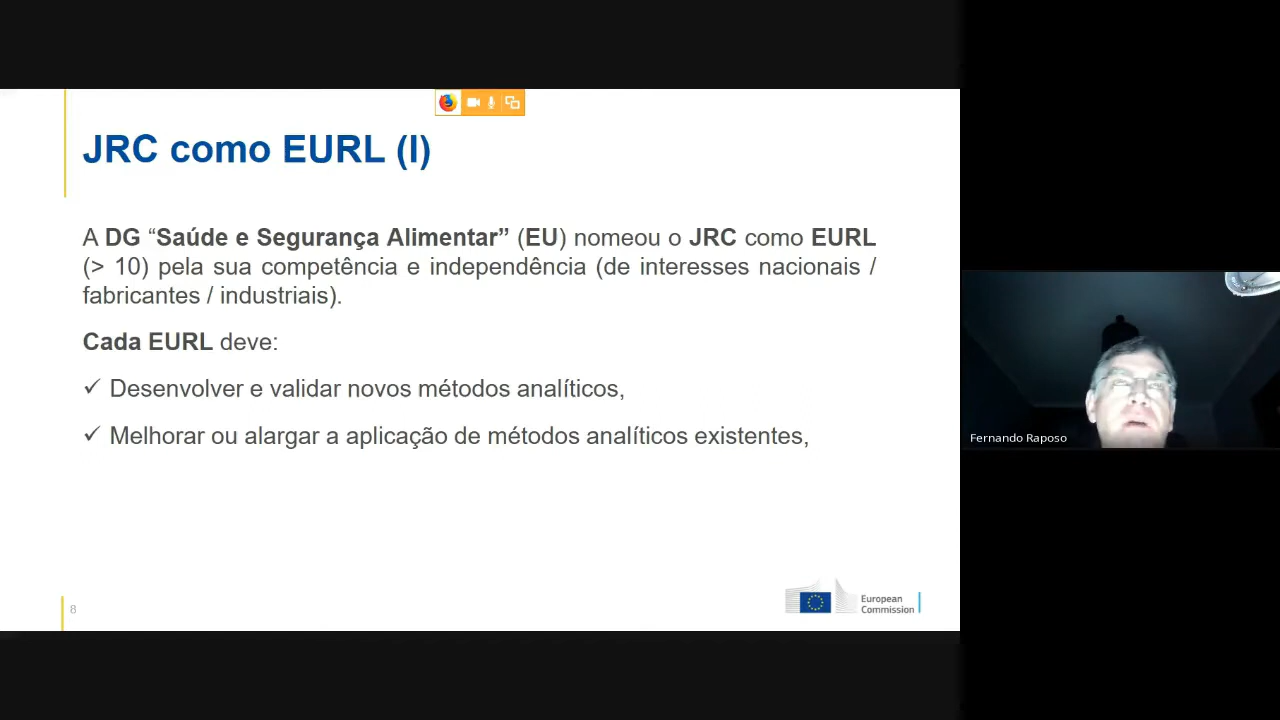 JRC como EURL (I)
A DG “Saúde e Segurança Alimentar” (EU) nomeou o JRC como EURL
(> 10) pela sua competência e independência (de interesses nacionais /
fabricantes / industriais).
Cada EURL deve:
✓ Desenvolver e validar novos métodos analíticos,
✓ Melhorar ou alargar a aplicação de métodos analíticos existentes,
8
European
Commission
Fernando Raposo